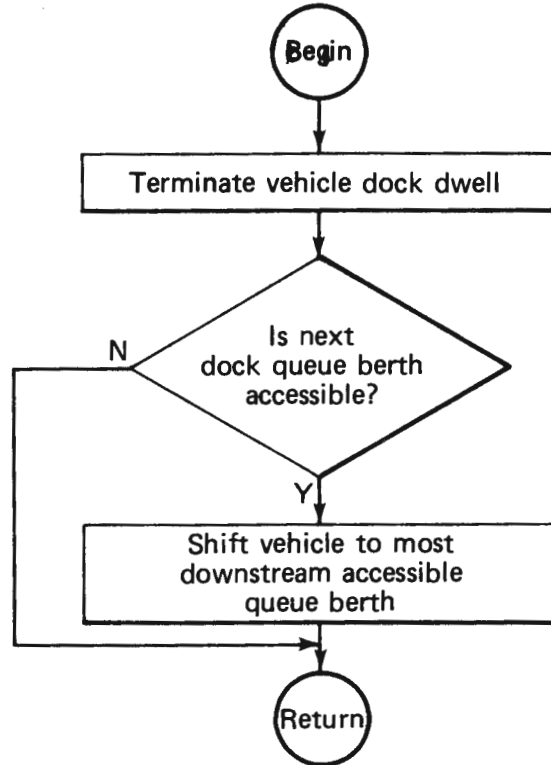 Begin
Terminate vehicle dock dwell
Is next
dock queue berth
accessible?
N
Y
Shift vehicle to most
downstream accessible
queue berth
Return